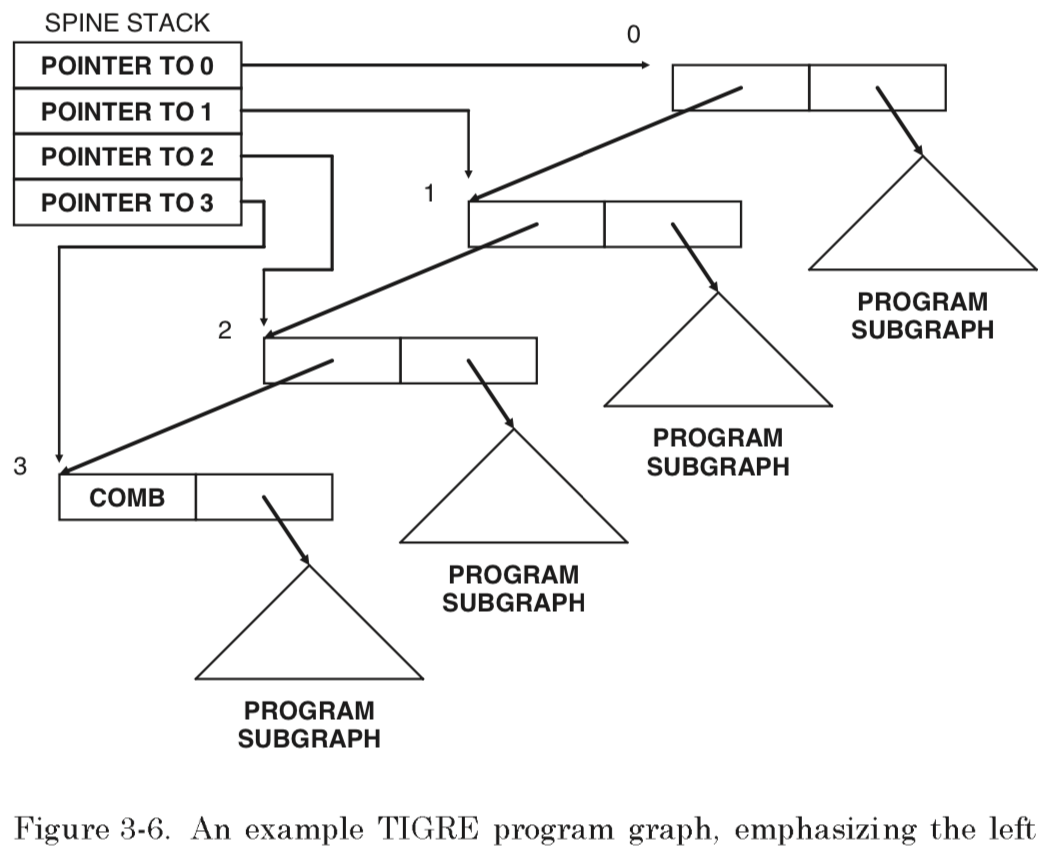 SPINE STACK
POINTER TO 0
POINTER TO 1
POINTER TO 2
POINTER TO 3
0
1
2
3
COMB
PROGRAM
SUBGRAPH
PROGRAM
SUBGRAPH
PROGRAM
SUBGRAPH
PROGRAM
SUBGRAPH
Figure 3-6. An example TIGRE program graph, emphasizing the left